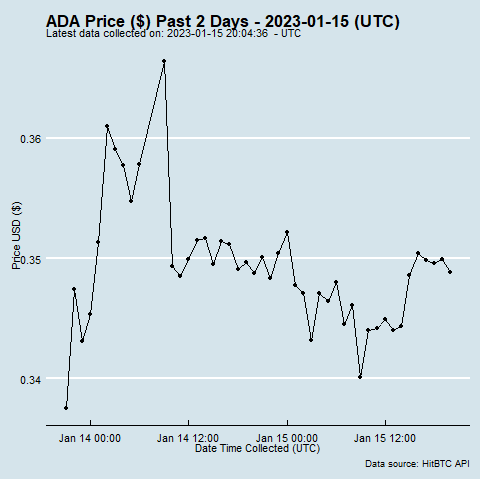 ADA Price ($) Past 2 Days - 2023-01-15 (UTC)
Latest data collected on: 2023-01-15 20:04:36 - UTC
0.36
0.35
0.34
Price USD ($)
Jan 14 00:00 Jan 14 12:00 Jan 15 00:00 Jan 15 12:00
Date Time Collected (UTC)
Data source: HitBTC API